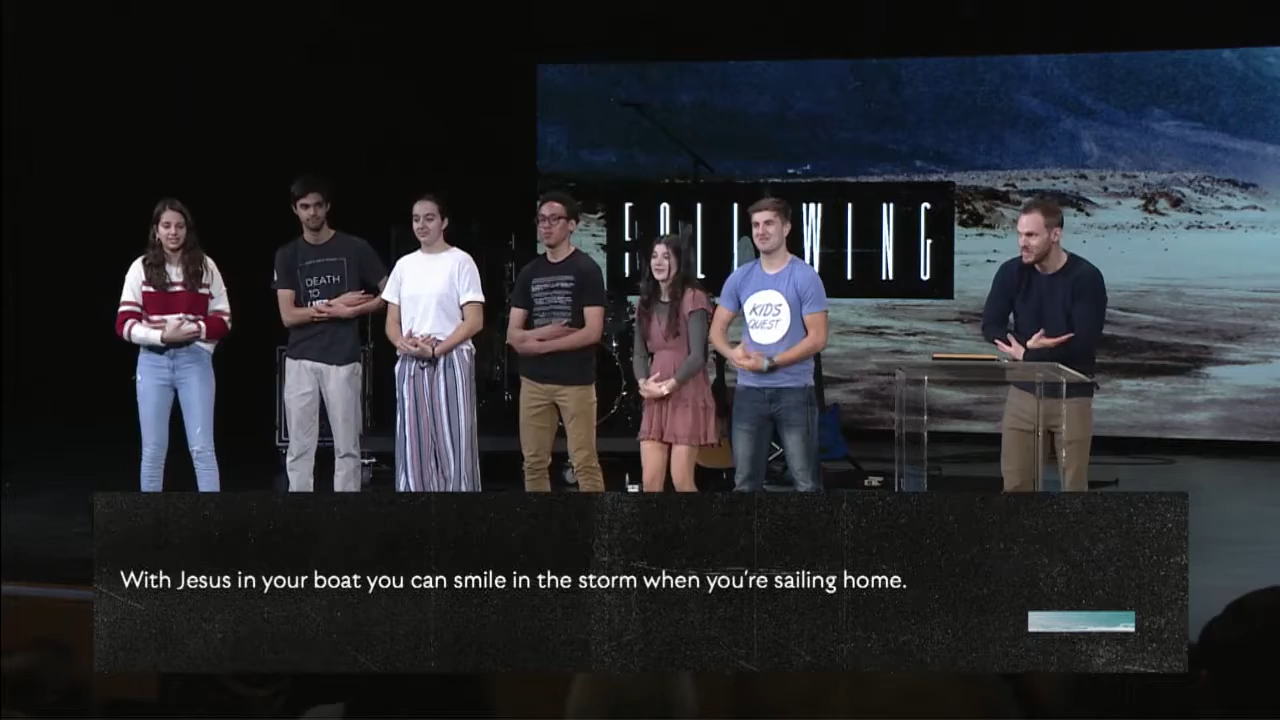 FOLLOWING
DEATH
TO
KIDS
QUEST
With Jesus in your boat you can smile in the storm when you're sailing home.